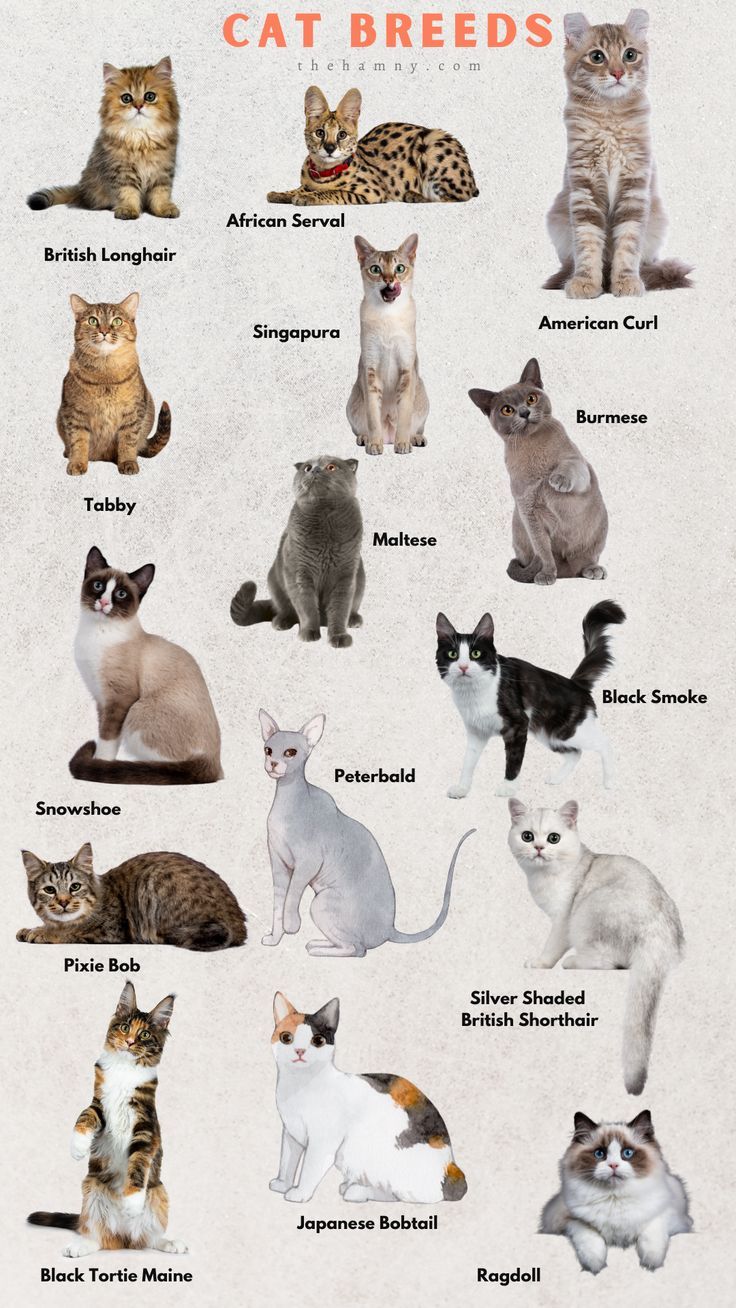 CAT BREEDS
thehamny.com
British Longhair
African Serval
American Curl
Singapura
Burmese
Tabby
Maltese
Black Smoke
Snowshoe
Peterbald
Pixie Bob
Silver Shaded
British Shorthair
Japanese Bobtail
Black Tortie Maine
Ragdoll